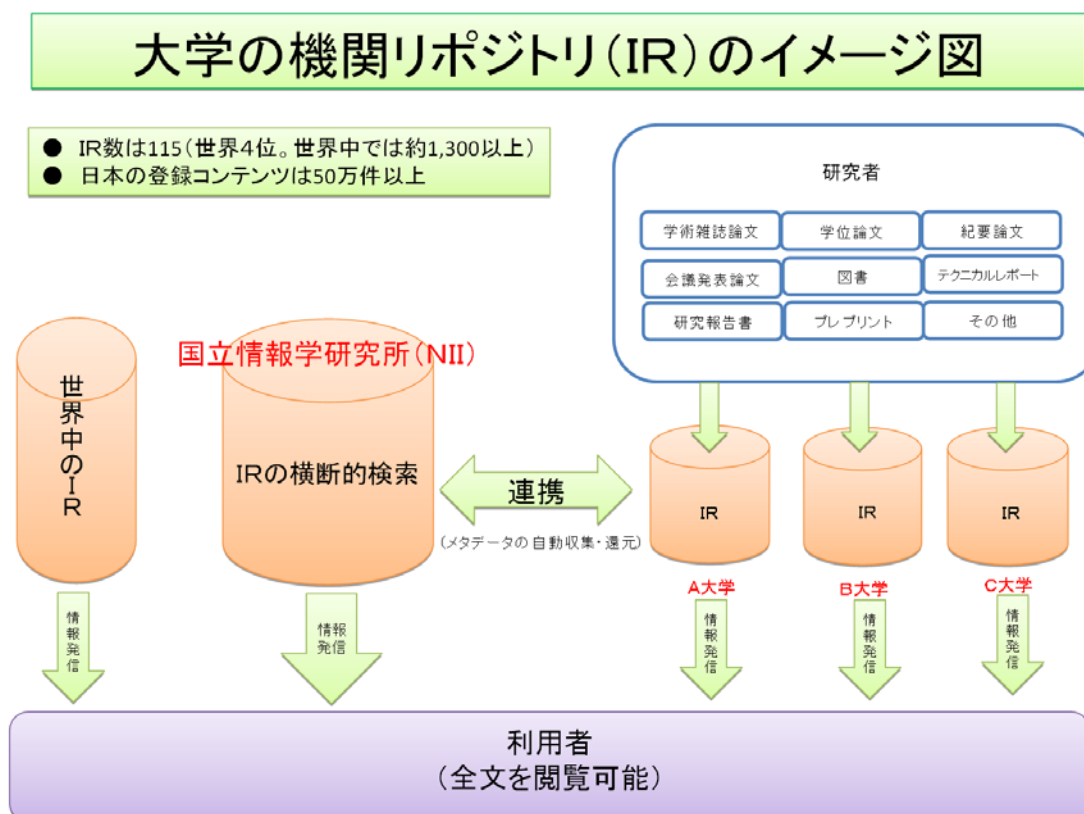 大学の機関リポジトリ(IR)のイメージ図
● IR数は115(世界4位。世界中では約1,300以上)
● 日本の登録コンテンツは50万件以上
研究者
学術雑誌論文
学位論文
紀要論文
会議発表論文
図書
テクニカルレポート
研究報告書
プレプリント
その他
世界中のIR
国立情報学研究所(NII)
IRの横断的検索
連携
(メタデータの自動収集・還元)
IR
IR
IR
A大学
B大学
C大学
情報発信
情報
発信
情報発信
情報発信
情報発信
利用者
(全文を閲覧可能)